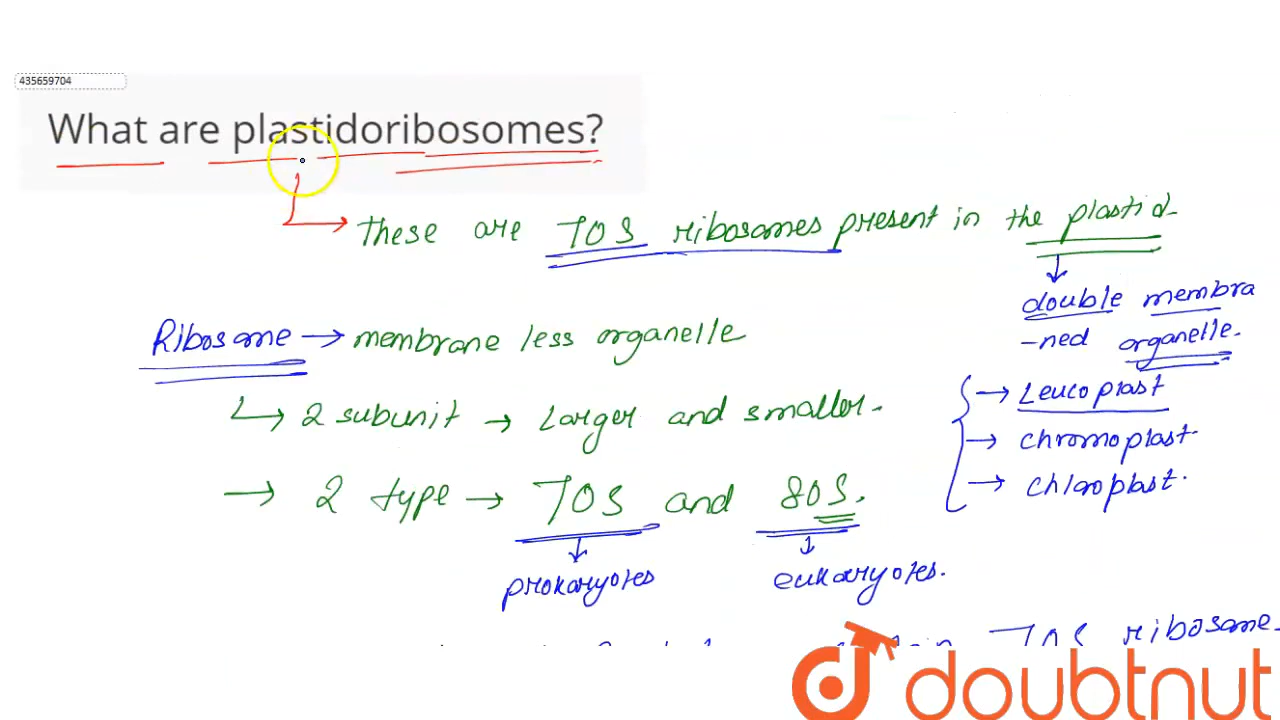 435659704
What are plastidoribosomes?
These are 70S ribosomes present in the plastid
double membra
-ned organelle.
Ribosome → membrane less organelle
→ Leucoplast
↳ 2 subunit → Larger and smaller.
→ chromoplast
→ chloroplast.
→ 2 type → 70S and 80S.
prokaryotes
eukaryotes.
70S ribosome.
doubtnut